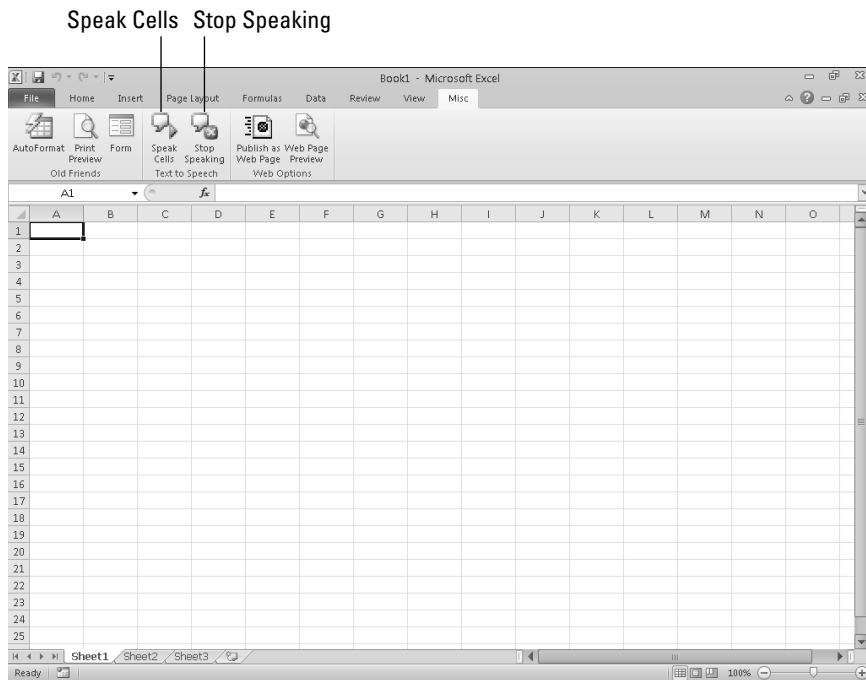 Speak Cells Stop Speaking
Book1 - Microsoft Excel
File Home Insert Page Layout Formulas Data Review View Misc
AutoFormat Print Preview Form Speak Cells Stop Speaking Publish as Web Page Web Page Preview
Old Friends Text to Speech Web Options
A1 fx
A B C D E F G H I J K L M N O
1
2
3
4
5
6
7
8
9
10
11
12
13
14
15
16
17
18
19
20
21
22
23
24
25
Sheet1 Sheet2 Sheet3
Ready 100%